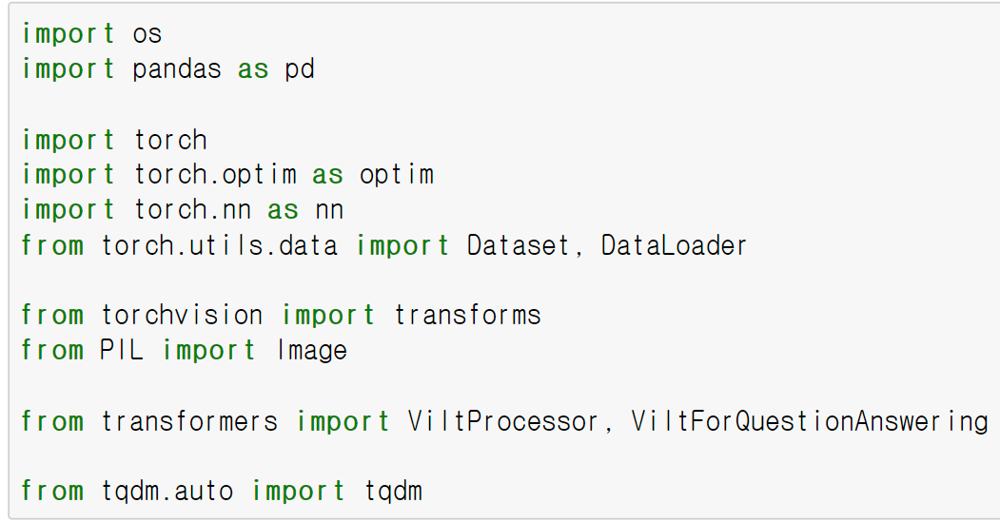 import os
import pandas as pd
import torch
import torch.optim as optim
import torch.nn as nn
from torch.utils.data import Dataset, DataLoader
from torchvision import transforms
from PIL import Image
from transformers import ViltProcessor, ViltForQuestionAnswering
from tqdm.auto import tqdm